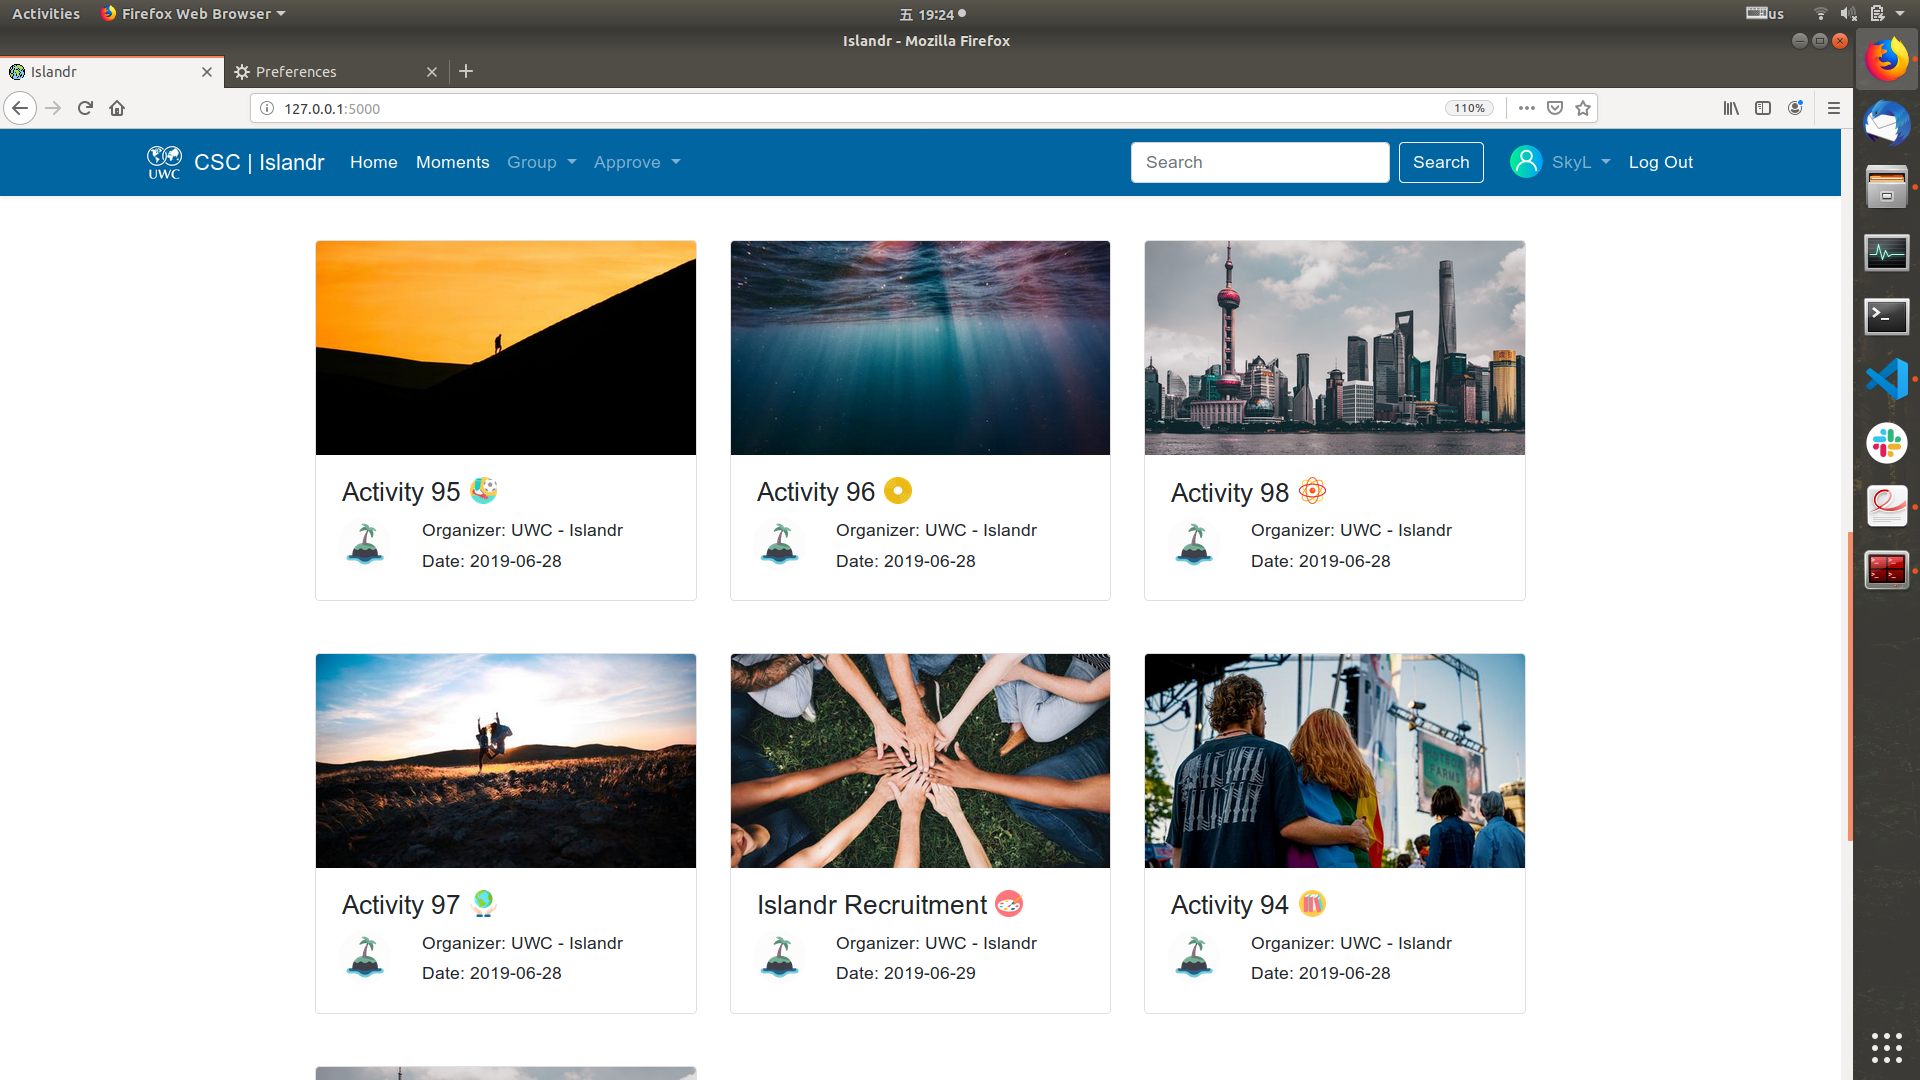 Activities Firefox Web Browser 五 19:24 us
Islandr - Mozilla Firefox
Islandr Preferences
127.0.0.1:5000 110%
UWC CSC | Islandr Home Moments Group Approve Search Search SkyL Log Out
Activity 95
Organizer: UWC - Islandr
Date: 2019-06-28
Activity 96
Organizer: UWC - Islandr
Date: 2019-06-28
Activity 98
Organizer: UWC - Islandr
Date: 2019-06-28
FARMS
Activity 97
Organizer: UWC - Islandr
Date: 2019-06-28
Islandr Recruitment
Organizer: UWC - Islandr
Date: 2019-06-29
Activity 94
Organizer: UWC - Islandr
Date: 2019-06-28